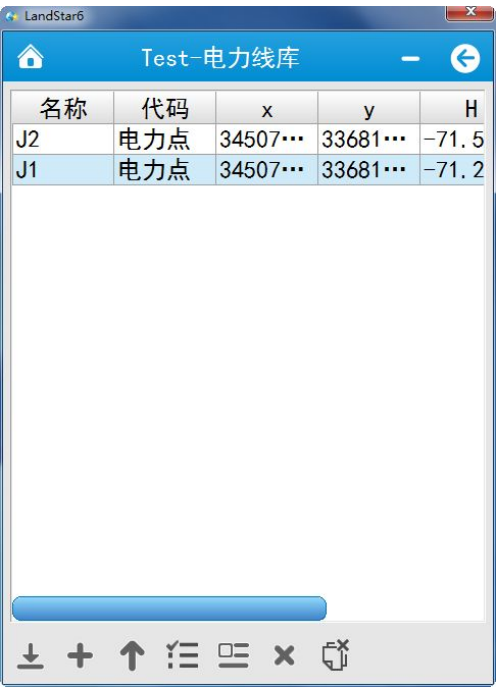 LandStar6
Test-电力线库
名称 代码 x y H
J2 电力点 34507··· 33681··· -71.5
J1 电力点 34507··· 33681··· -71.2